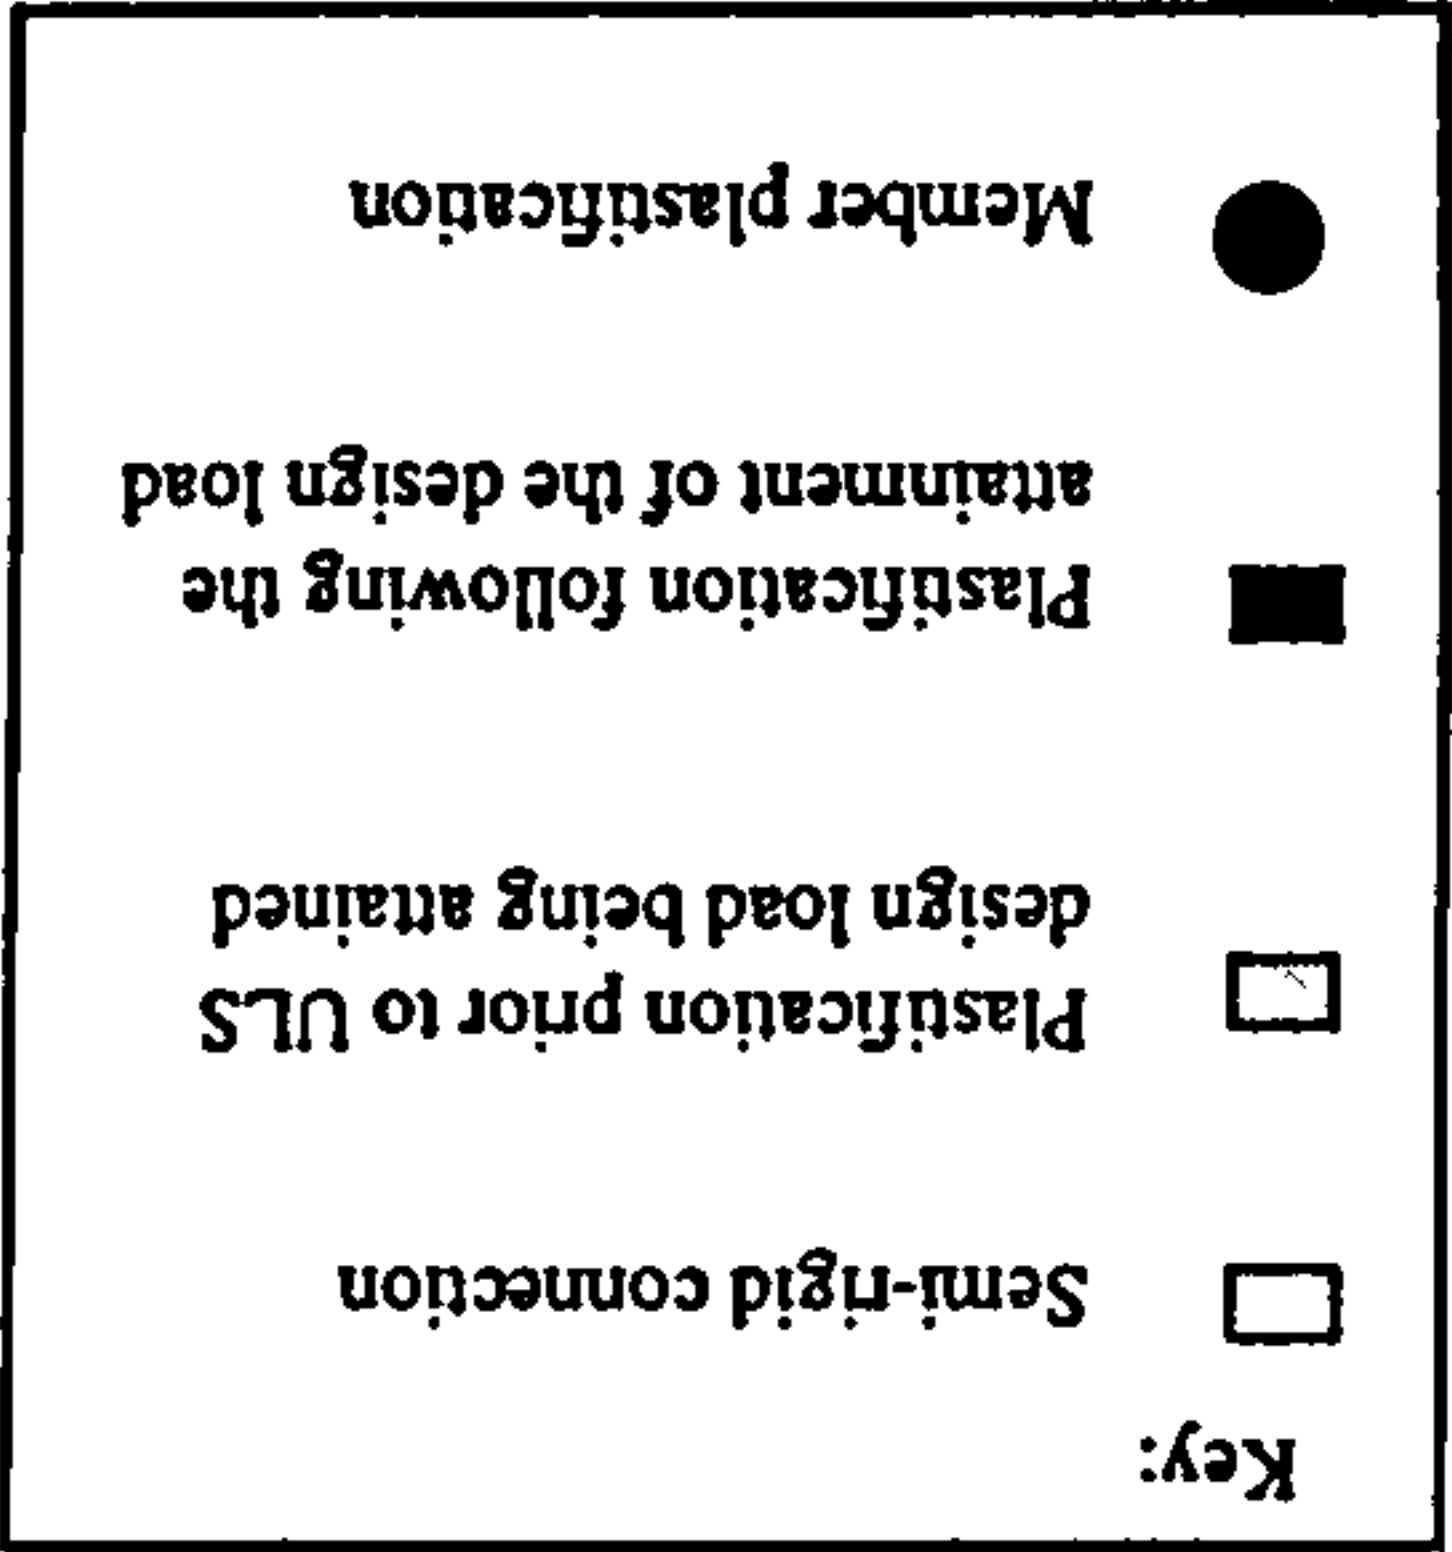 Key:
Semi-rigid connection
Plastification prior to ULS
design load being attained
Plastification following the
attainment of the design load
Member plastification